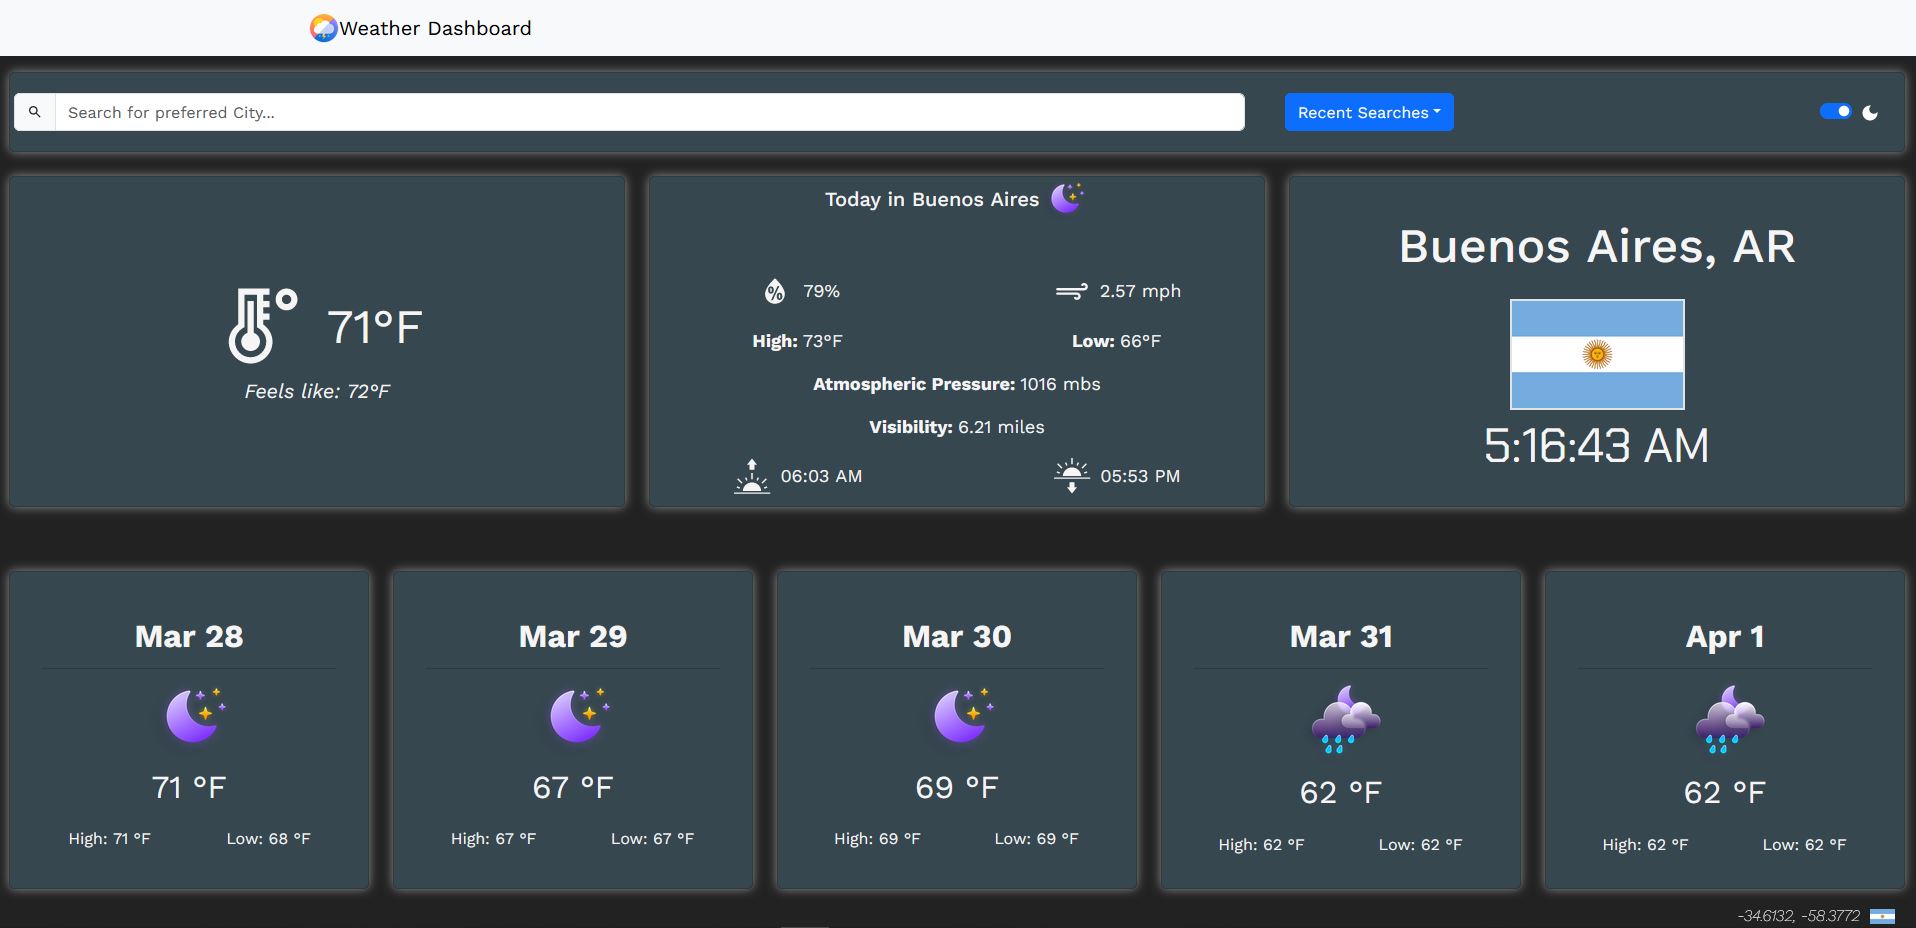 Weather Dashboard
Search for preferred City...
Recent Searches
71°F
Feels like: 72°F
Today in Buenos Aires
% 79%
2.57 mph
High: 73°F
Low: 66°F
Atmospheric Pressure: 1016 mbs
Visibility: 6.21 miles
06:03 AM
05:53 PM
Buenos Aires, AR
5:16:43 AM
Mar 28
71 °F
High: 71 °F
Low: 68 °F
Mar 29
67 °F
High: 67 °F
Low: 67 °F
Mar 30
69 °F
High: 69 °F
Low: 69 °F
Mar 31
62 °F
High: 62 °F
Low: 62 °F
Apr 1
62 °F
High: 62 °F
Low: 62 °F
-34.6132, -58.3772